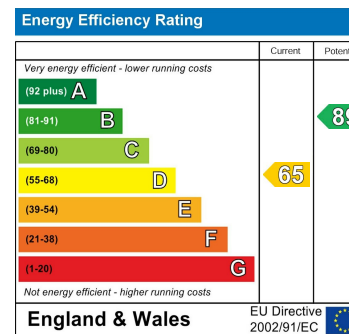 Energy Efficiency Rating
Current
Very energy efficient - lower running costs
(92 plus) A
(81-91) B
(69-80) C
(55-68) D
65
(39-54) E
(21-38) F
(1-20) G
Not energy efficient - higher running costs
England & Wales
EU Directive
2002/91/EC